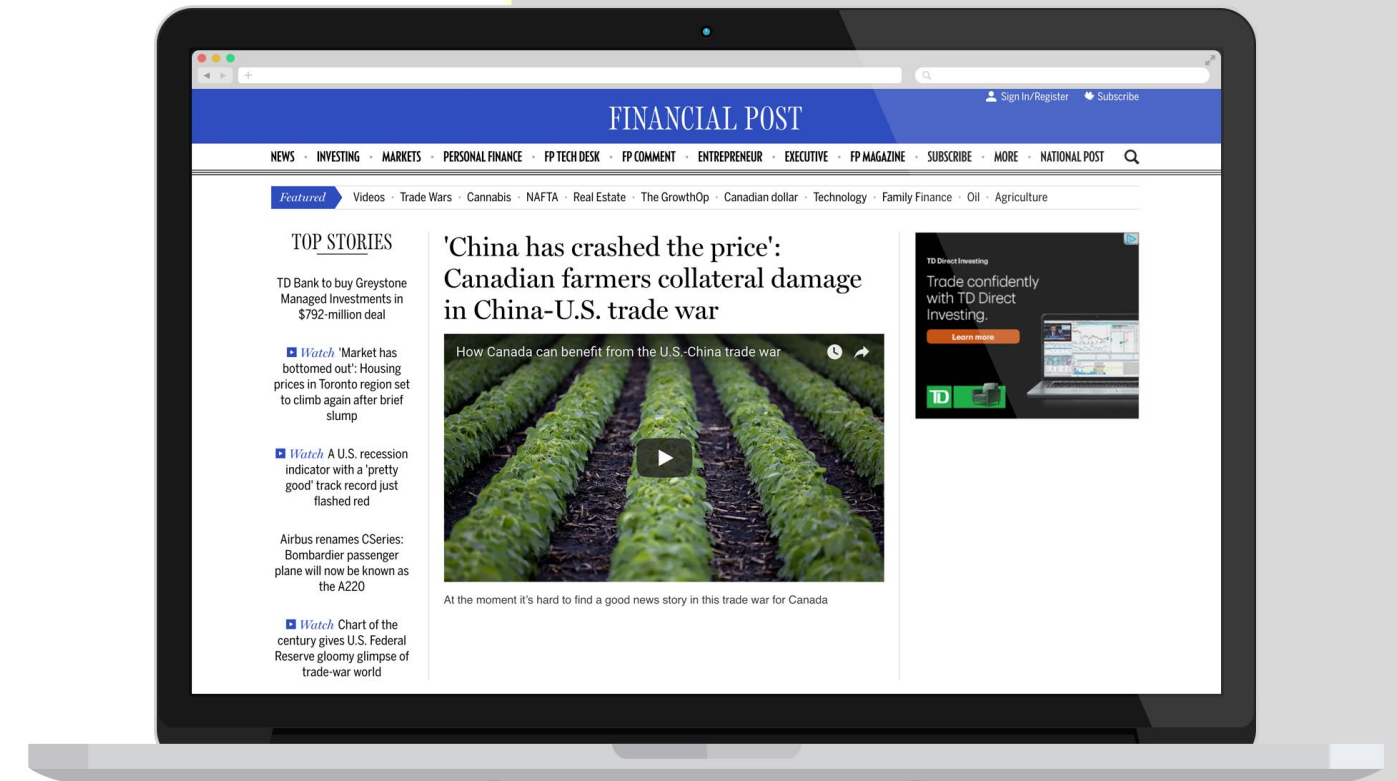 Sign In/Register
Subscribe
FINANCIAL POST
NEWS · INVESTING · MARKETS · PERSONAL FINANCE · FP TECH DESK · FP COMMENT · ENTREPRENEUR · EXECUTIVE · FP MAGAZINE · SUBSCRIBE · MORE · NATIONAL POST
Featured Videos · Trade Wars · Cannabis · NAFTA · Real Estate · The GrowthOp · Canadian dollar · Technology · Family Finance · Oil · Agriculture
TOP STORIES
TD Bank to buy Greystone
Managed Investments in
$792-million deal
Watch 'Market has
bottomed out': Housing
prices in Toronto region set
to climb again after brief
slump
Watch A U.S. recession
indicator with a 'pretty
good' track record just
flashed red
Airbus renames CSeries:
Bombardier passenger
plane will now be known as
the A220
Watch Chart of the
century gives U.S. Federal
Reserve gloomy glimpse of
trade-war world
'China has crashed the price':
Canadian farmers collateral damage
in China-U.S. trade war
How Canada can benefit from the U.S.-China trade war
At the moment it's hard to find a good news story in this trade war for Canada
TD Direct Investing
Trade confidently
with TD Direct
Investing.
Learn more
TD